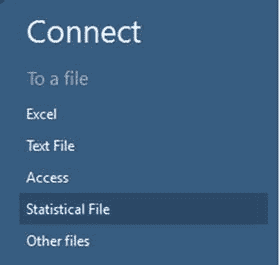 Connect
To a file
Excel
Text File
Access
Statistical File
Other files